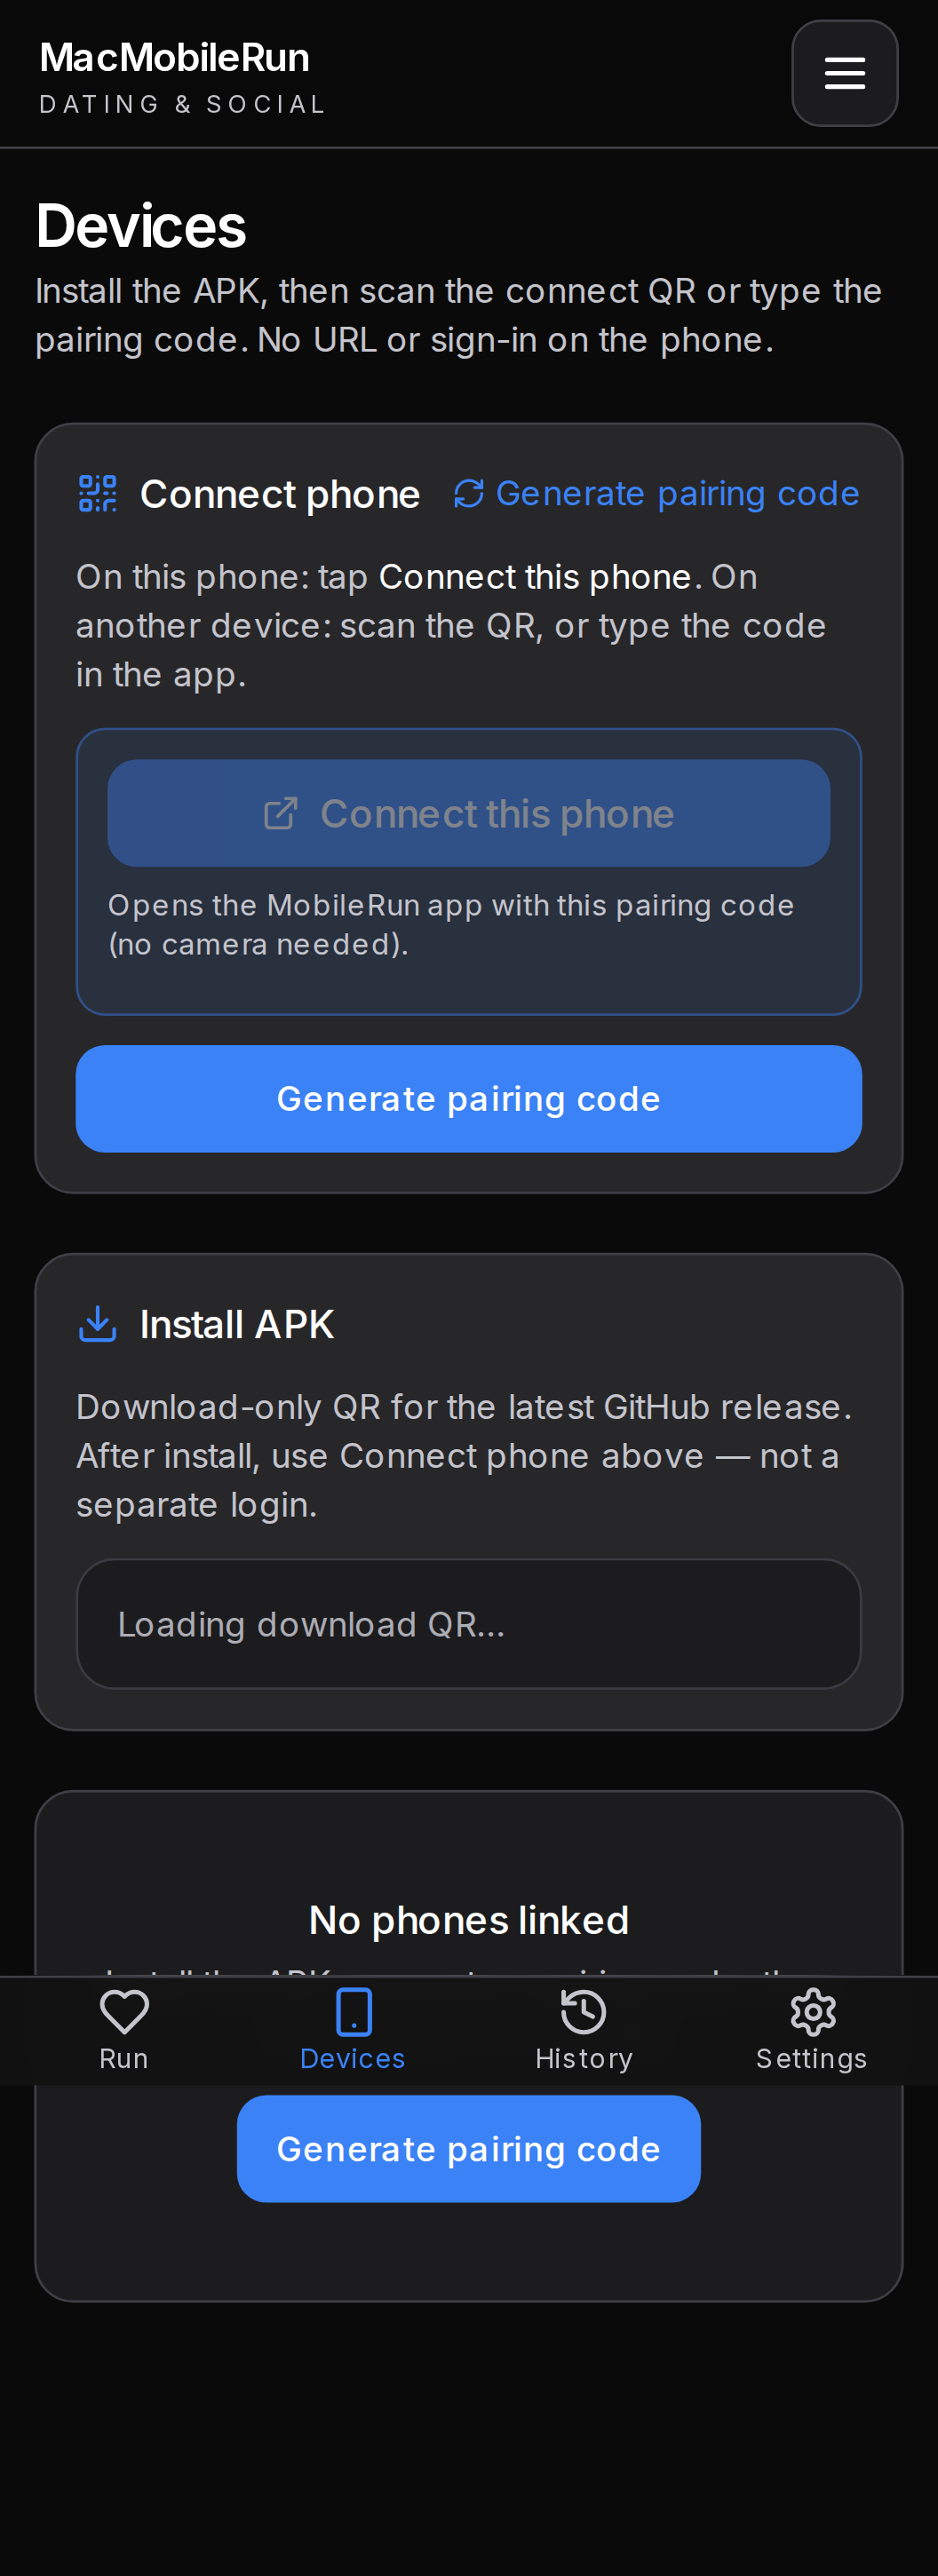 MacMobileRun
DATING & SOCIAL
Devices
Install the APK, then scan the connect QR or type the
pairing code. No URL or sign-in on the phone.
Connect phone
Generate pairing code
On this phone: tap Connect this phone. On
another device: scan the QR, or type the code
in the app.
Connect this phone
Opens the MobileRun app with this pairing code
(no camera needed).
Generate pairing code
Install APK
Download-only QR for the latest GitHub release.
After install, use Connect phone above — not a
separate login.
Loading download QR...
No phones linked
Run
Devices
History
Settings
Generate pairing code